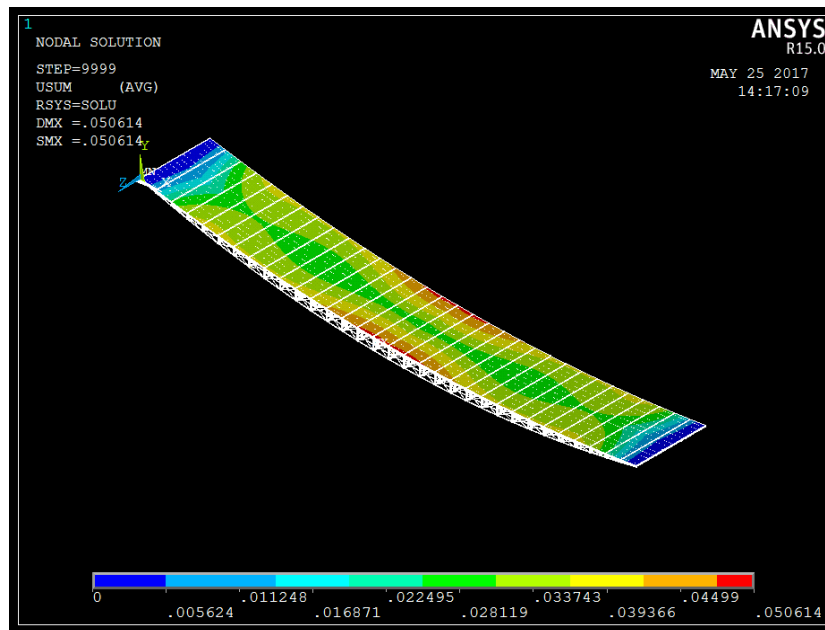 1
NODAL SOLUTION
STEP=9999
USUM (AVG)
RSYS=SOLU
DMX =.050614
SMX =.050614
ANSYS
R15.0
MAY 25 2017
14:17:09
Y
MN
Z X
0 .011248 .022495 .033743 .04499
.005624 .016871 .028119 .039366 .050614